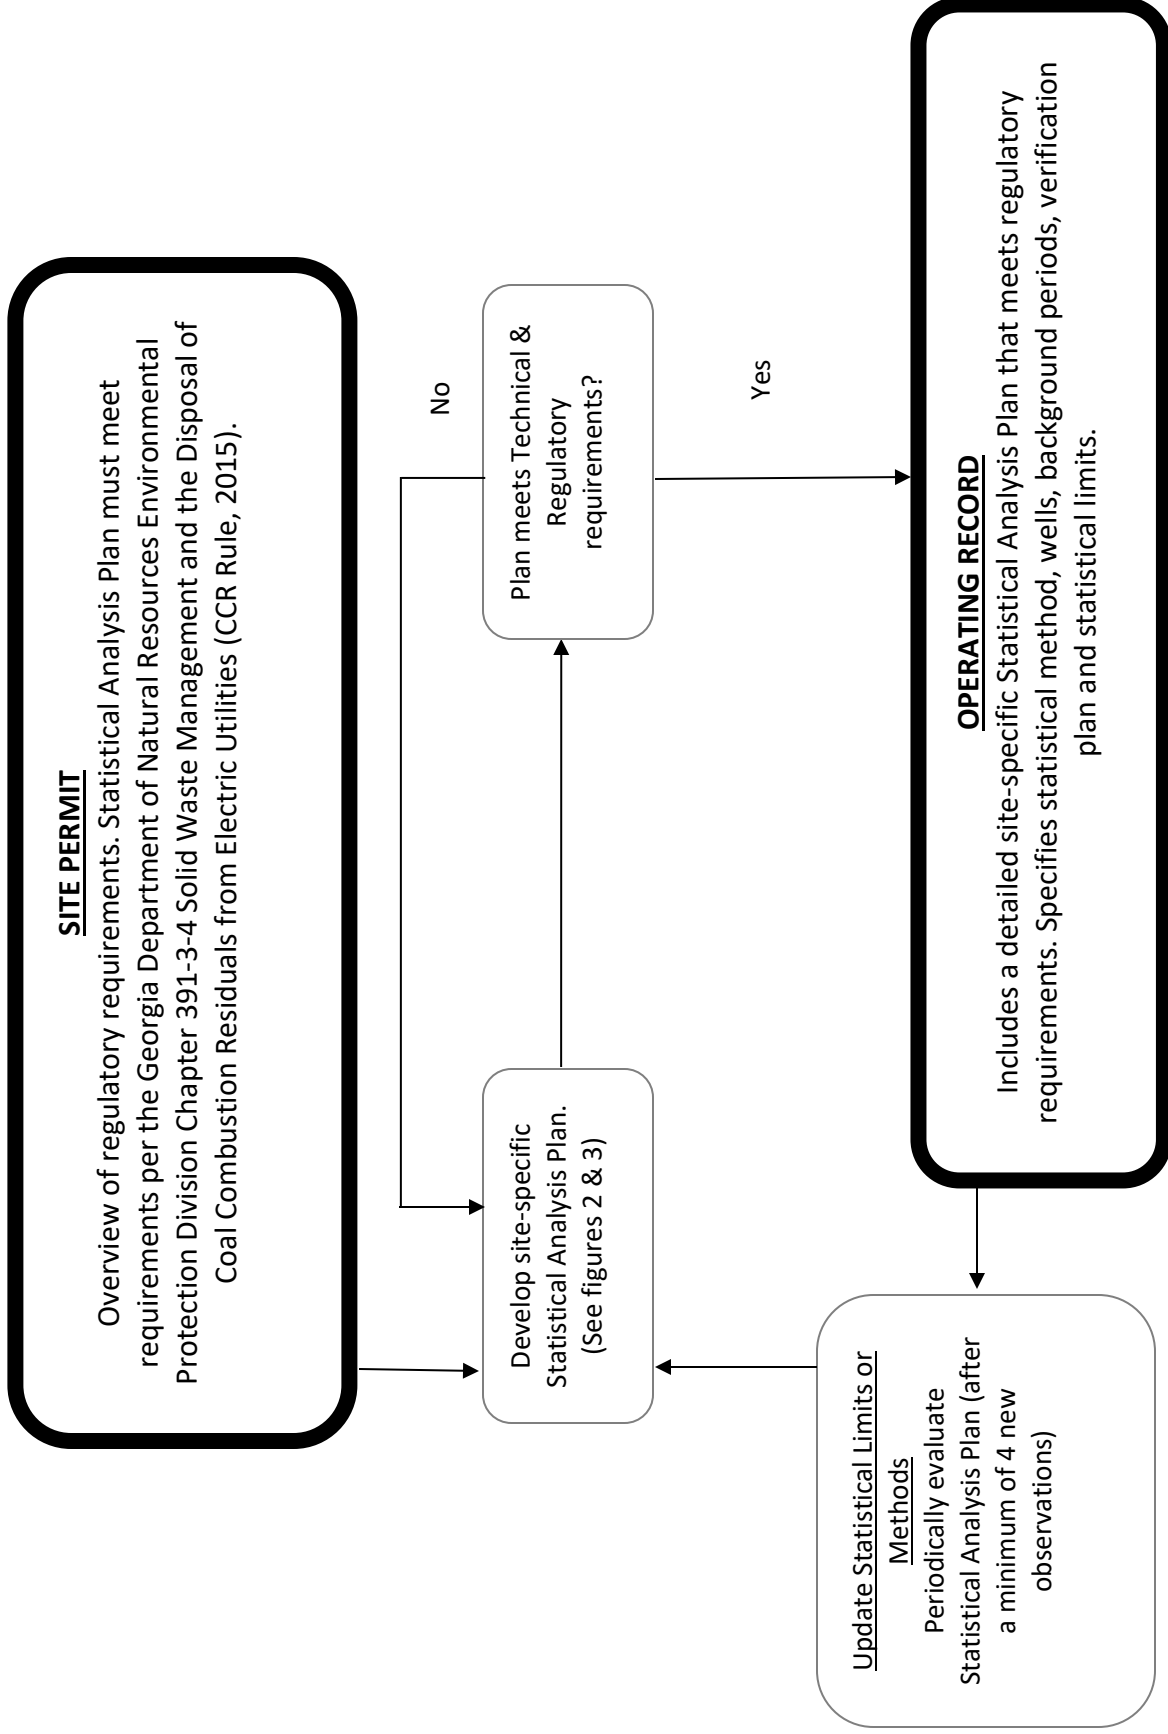 SITE PERMIT
Overview of regulatory requirements. Statistical Analysis Plan must meet
requirements per the Georgia Department of Natural Resources Environmental
Protection Division Chapter 391-3-4 Solid Waste Management and the Disposal of
Coal Combustion Residuals from Electric Utilities (CCR Rule, 2015).
No
Develop site-specific
Statistical Analysis Plan.
(See figures 2 & 3)
Plan meets Technical &
Regulatory
requirements?
Yes
Update Statistical Limits or
Methods
Periodically evaluate
Statistical Analysis Plan (after
a minimum of 4 new
observations)
OPERATING RECORD
Includes a detailed site-specific Statistical Analysis Plan that meets regulatory
requirements. Specifies statistical method, wells, background periods, verification
plan and statistical limits.